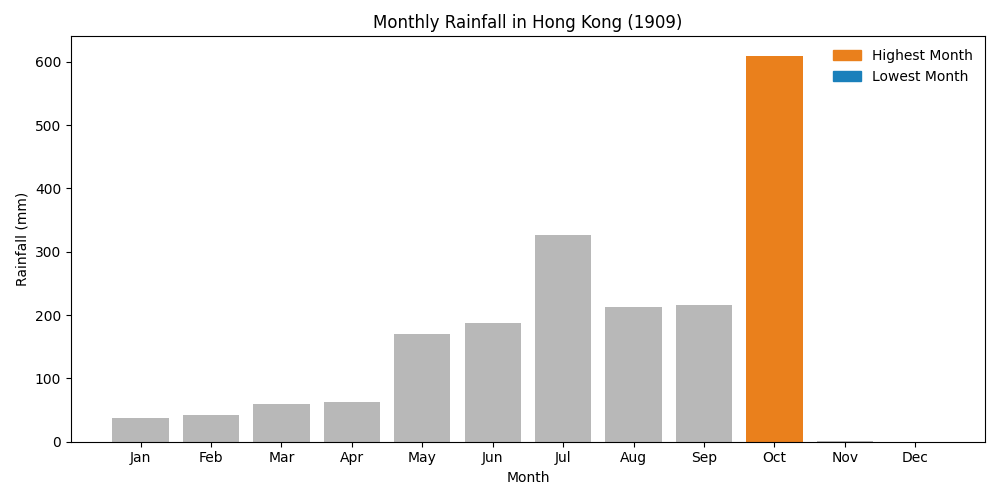 Monthly Rainfall in Hong Kong (1909)
Highest Month
Lowest Month
Rainfall (mm)
600
500
400
300
200
100
0
Jan Feb Mar Apr May Jun Jul Aug Sep Oct Nov Dec
Month